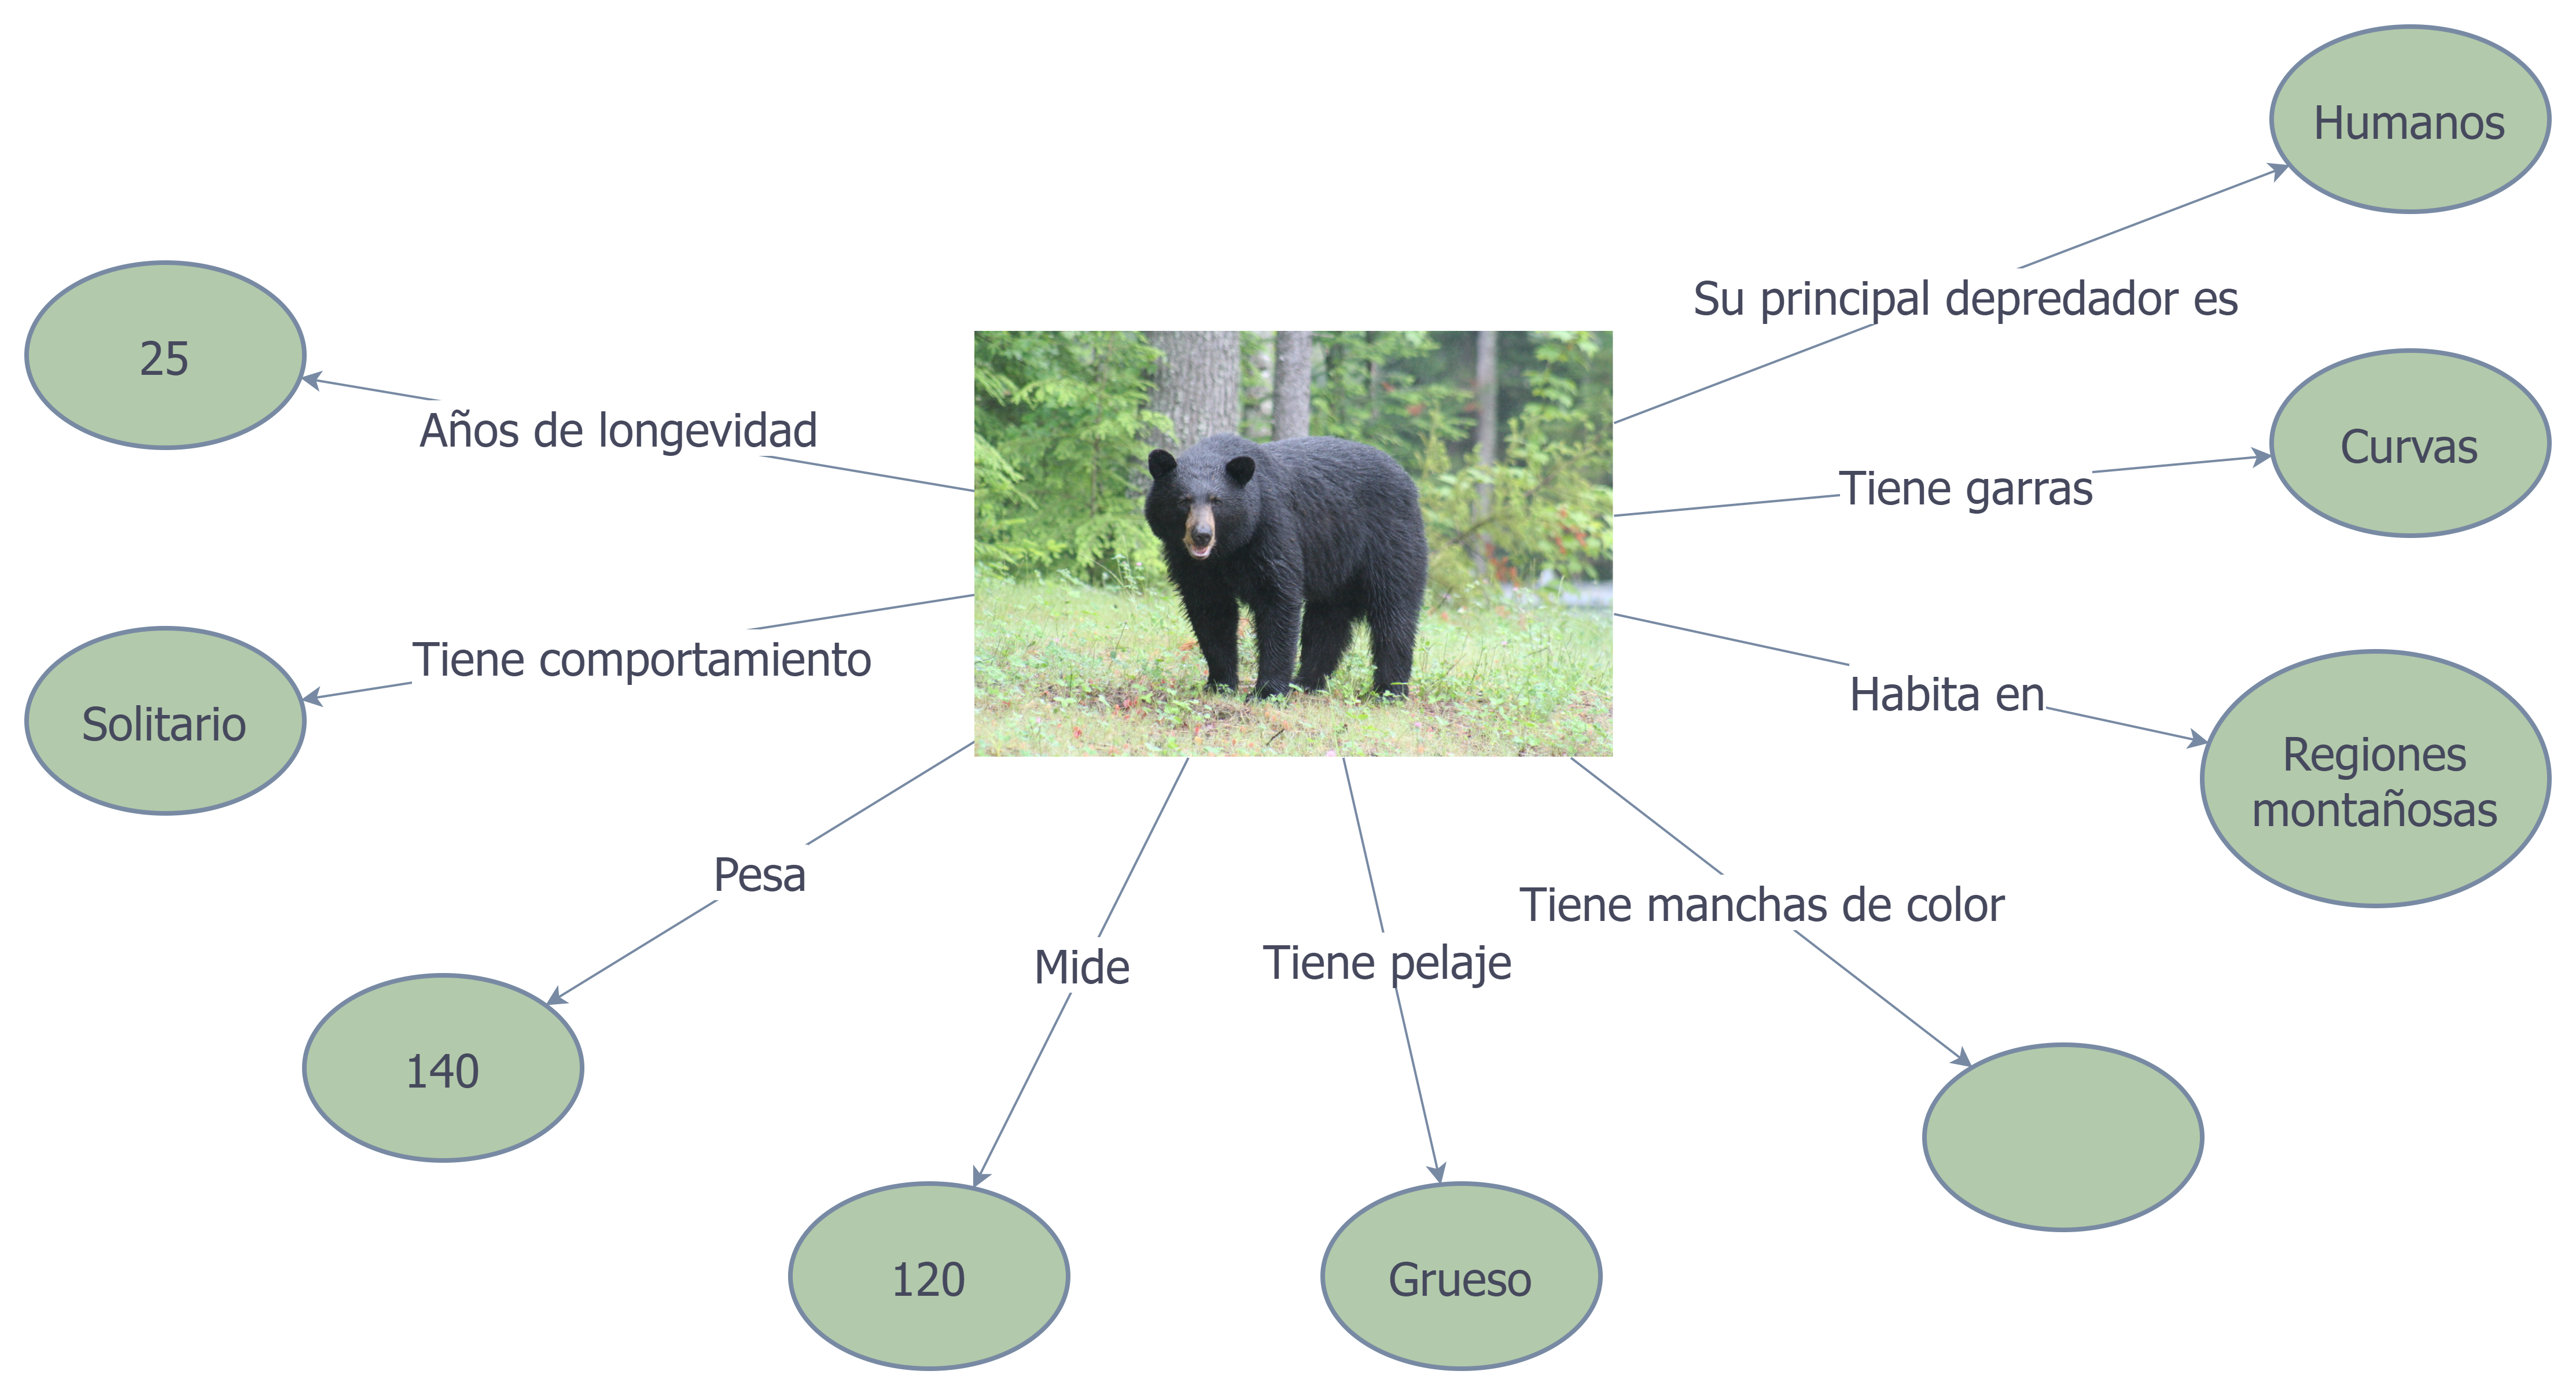 Humanos
Su principal depredador es
25
Años de longevidad
Curvas
Tiene garras
Tiene comportamiento
Solitario
Habita en
Regiones
montañosas
Pesa
Tiene manchas de color
Mide
Tiene pelaje
140
120
Grueso